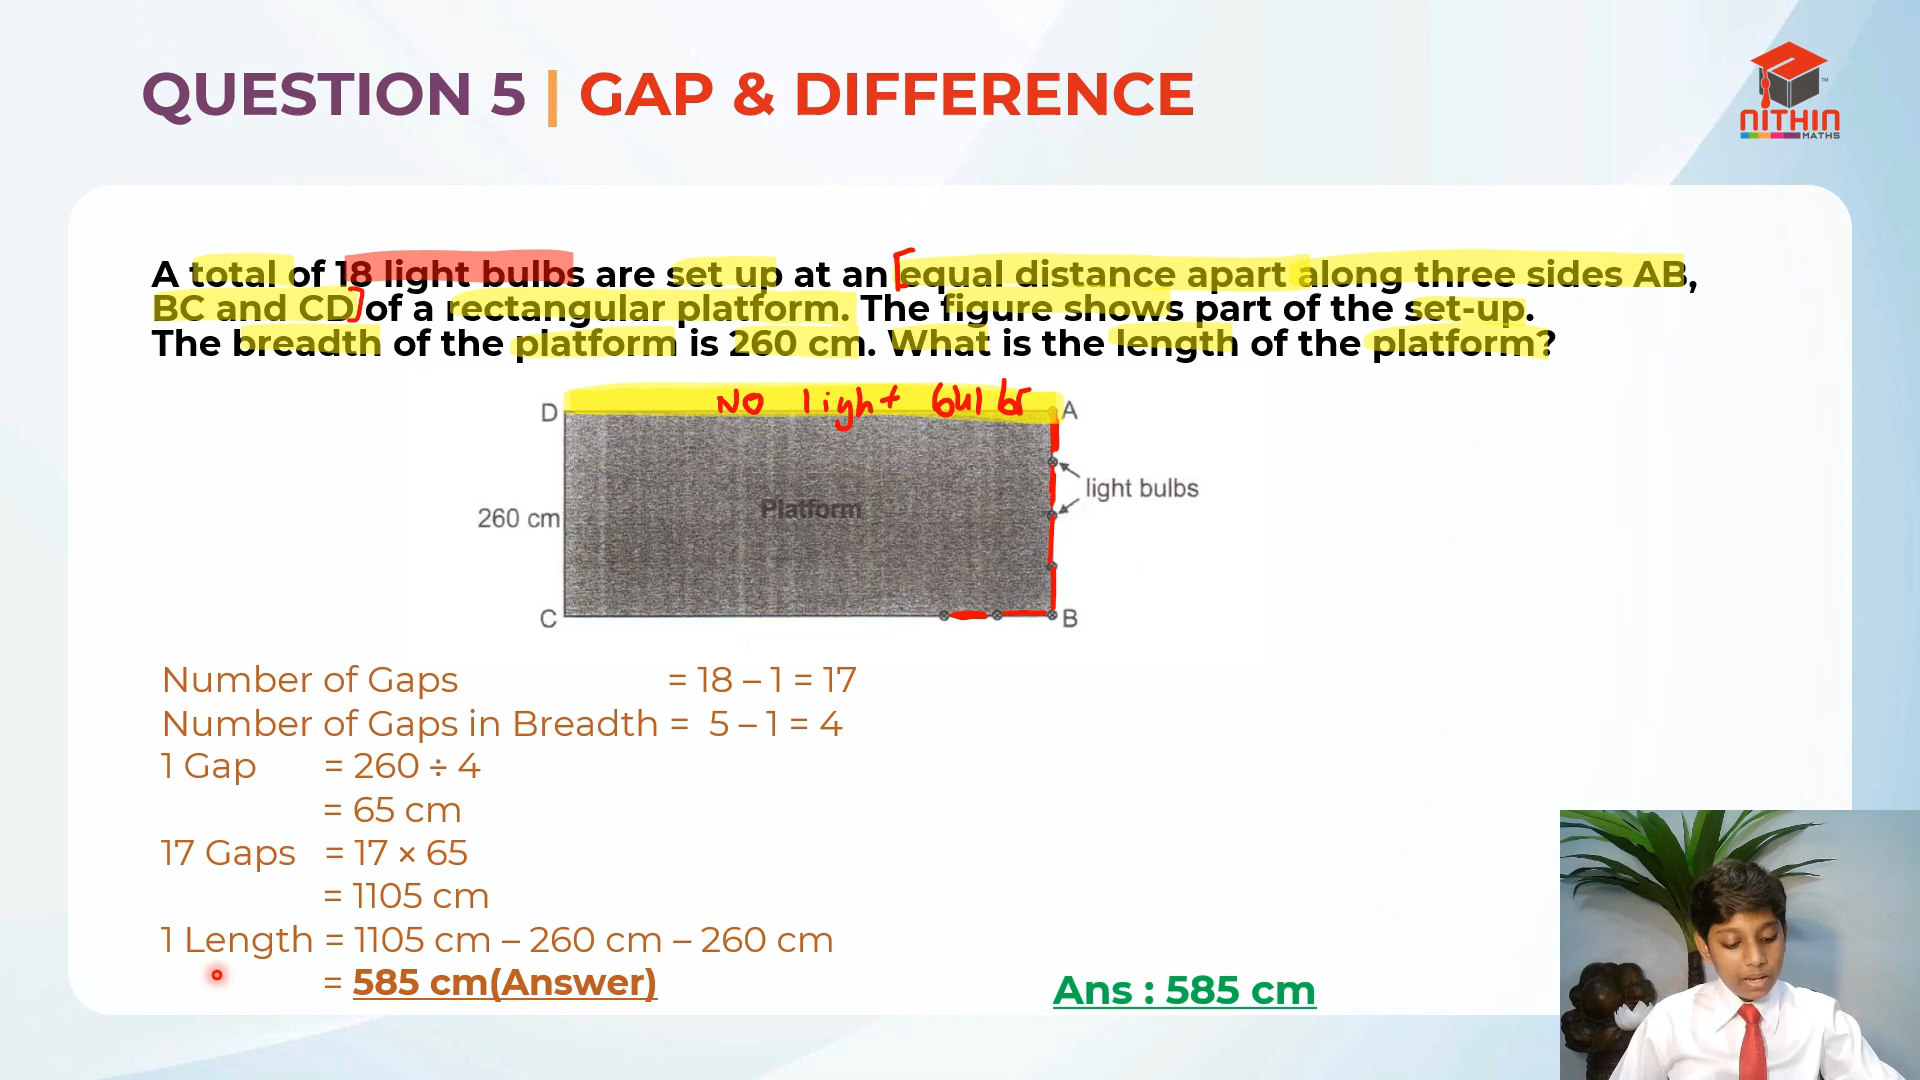 QUESTION 5 | GAP & DIFFERENCE
NITHIN
MATHS
TM
A total of 18 light bulbs are set up at an [equal distance apart along three sides AB,
BC and CD] of a rectangular platform. The figure shows part of the set-up.
The breadth of the platform is 260 cm. What is the length of the platform?
NO light bulbs
D
A
light bulbs
Platform
260 cm
C
B
Number of Gaps = 18 – 1 = 17
Number of Gaps in Breadth = 5 – 1 = 4
1 Gap = 260 ÷ 4
= 65 cm
17 Gaps = 17 × 65
= 1105 cm
1 Length = 1105 cm – 260 cm – 260 cm
= 585 cm(Answer)
Ans : 585 cm